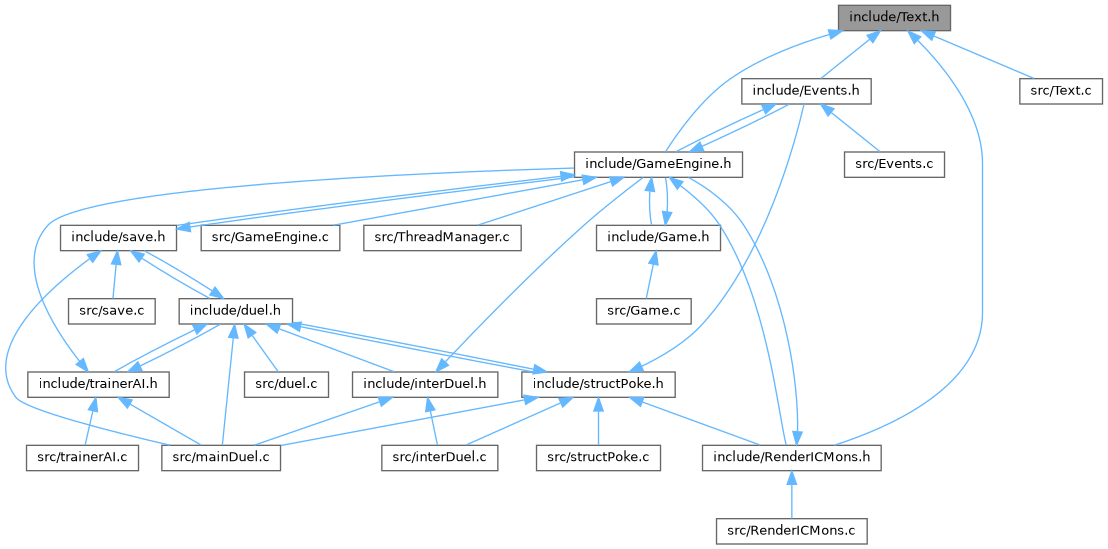 include/Text.h
include/Events.h
src/Text.c
include/GameEngine.h
src/Events.c
include/save.h
src/GameEngine.c
src/ThreadManager.c
include/Game.h
src/save.c
include/duel.h
src/Game.c
include/trainerAI.h
src/duel.c
include/interDuel.h
include/structPoke.h
src/trainerAI.c
src/mainDuel.c
src/interDuel.c
src/structPoke.c
include/RenderICMons.h
src/RenderICMons.c